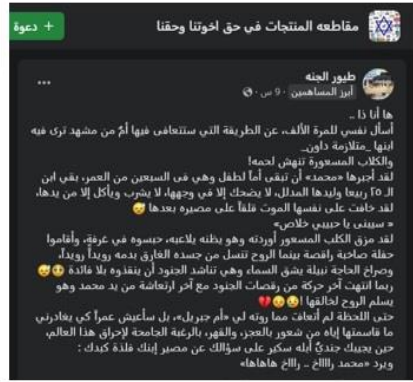 + دعوة
مقاطعه المنتجات في حق اخوتنا وحقنا
طيور الجنه
أبرز المساهمين · 9 س ·
ها أنا ذا ..
أسأل نفسي للمرة الألف، عن الطريقة التي ستتعافى فيها أمٌ من مشهد ترى فيه
ابنها _متلازمة داون_
والكلاب المسعورة تنهش لحمه!
لقد أجبرها «محمد» أن تبقى أماً لطفل وهي في السبعين من العمر، بقي ابن
الـ ٢٥ ربيعا وليدها المدلل، لا يضحك إلا في وجهها، لا يشرب ويأكل إلا من يدها،
لقد خافت على نفسها الموت قلقاً على مصيره بعدها 😥
« سيبني يا حبيبي خلاص»
لقد مزق الكلب المسعور أوردته وهو يظنه يلاعبه، حبسوه في غرفة، وأقاموا
حفلة صاخبة راقصة بينما الروح تنسل من جسده الغارق بدمه رويداً رويداً،
وصراخ الحاجة نبيلة يشق السماء وهي تناشد الجنود أن ينقذوه بلا فائدة 🥺😥
ربما انتهت آخر حركة من رقصات الجنود مع آخر ارتعاشة من يد محمد وهو
يسلم الروح لخالقها !🥺🥺💔
حتى اللحظة لم أتعاف مما روته لي «أم جبريل»، بل سأعيش عمراً كي يغادرني
ما قاسمتها إياه من شعور بالعجز، والقهر، بالرغبة الجامحة لإحراق هذا العالم،
حين يجيبك جنديٌ أبله سكير على سؤالك عن مصير إبنك فلذة كبدك :
ويرد «محمد رااااح .. رااااخ هاهاها»